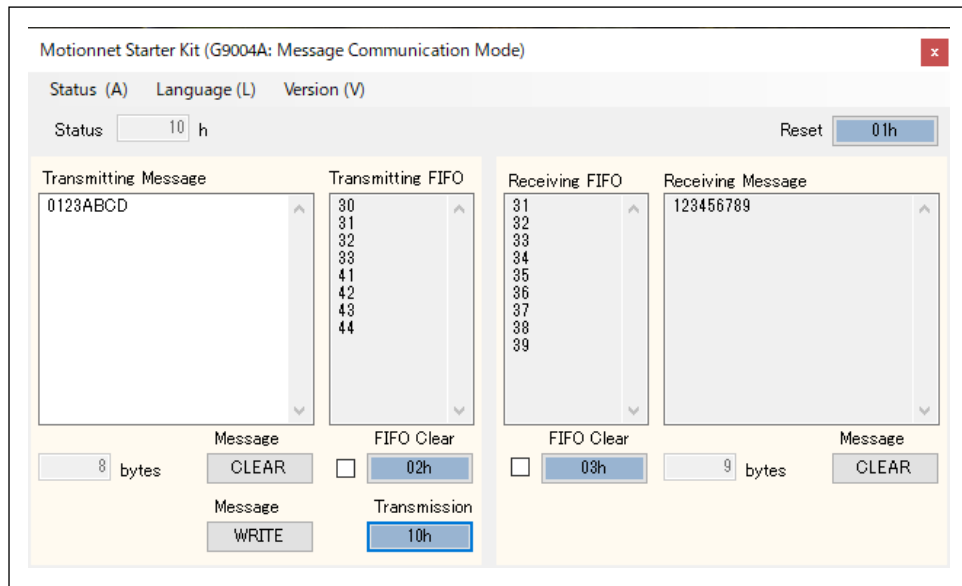 Motionnet Starter Kit (G9004A: Message Communication Mode)
x
Status (A) Language (L) Version (V)
Status 10 h Reset 01h
Transmitting Message
0123ABCD
Transmitting FIFO
30
31
32
33
41
42
43
44
Receiving FIFO
31
32
33
34
35
36
37
38
39
Receiving Message
123456789
Message FIFO Clear FIFO Clear Message
8 bytes CLEAR 02h 03h 9 bytes CLEAR
Message Transmission
WRITE 10h